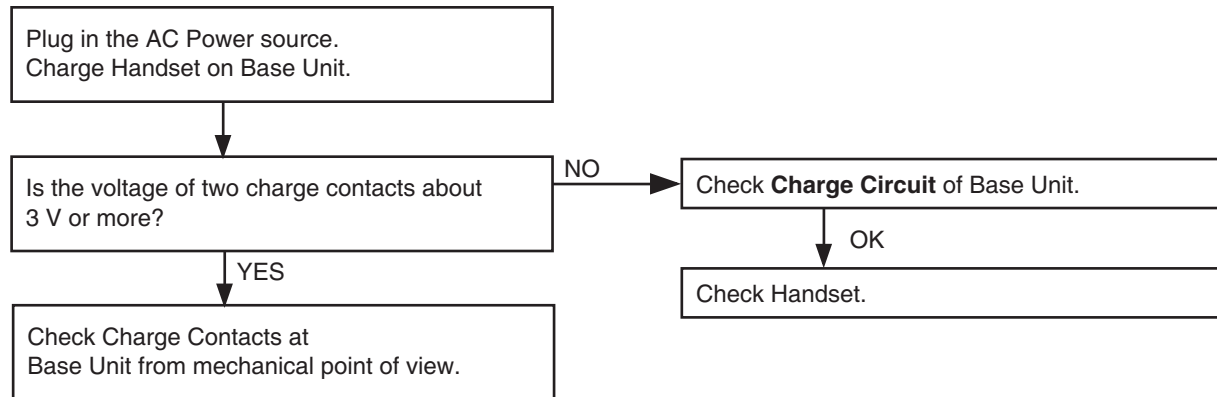 Plug in the AC Power source.
Charge Handset on Base Unit.
Is the voltage of two charge contacts about
3 V or more?
NO
Check Charge Circuit of Base Unit.
OK
Check Handset.
YES
Check Charge Contacts at
Base Unit from mechanical point of view.